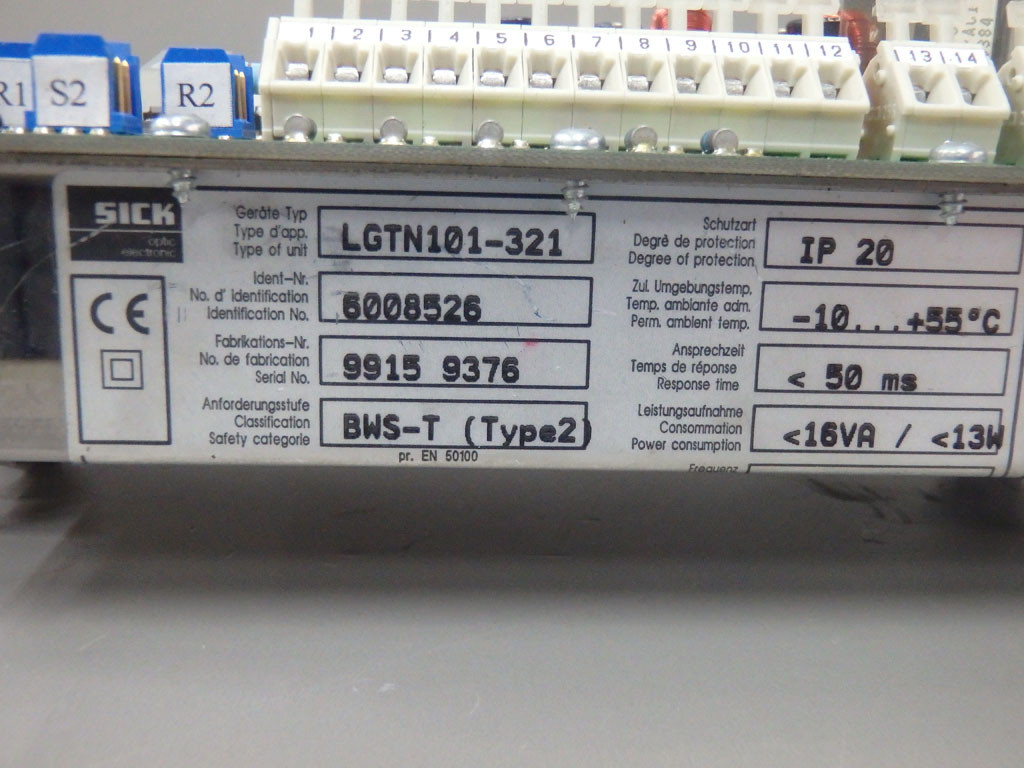 1 2 3 4 5 6 7 8 9 10 11 12 13 14
R1 S2 R2
SICK
optic
electronic
CE
Geräte Typ
Type d'app.
Type of unit
LGTN101-321
Ident-Nr.
No. d' identification
Identification No.
6008526
Fabrikations-Nr.
No. de fabrication
Serial No.
9915 9376
Anforderungsstufe
Classification
Safety categorie
BWS-T (Type2)
pr. EN 50100
Schutzart
Degrè de protection
Degree of protection
IP 20
Zul. Umgebungstemp.
Temp. ambiante adm.
Perm. ambient temp.
-10...+55°C
Ansprechzeit
Temps de réponse
Response time
< 50 ms
Leistungsaufnahme
Consommation
Power consumption
<16VA / <13W
Frequenz